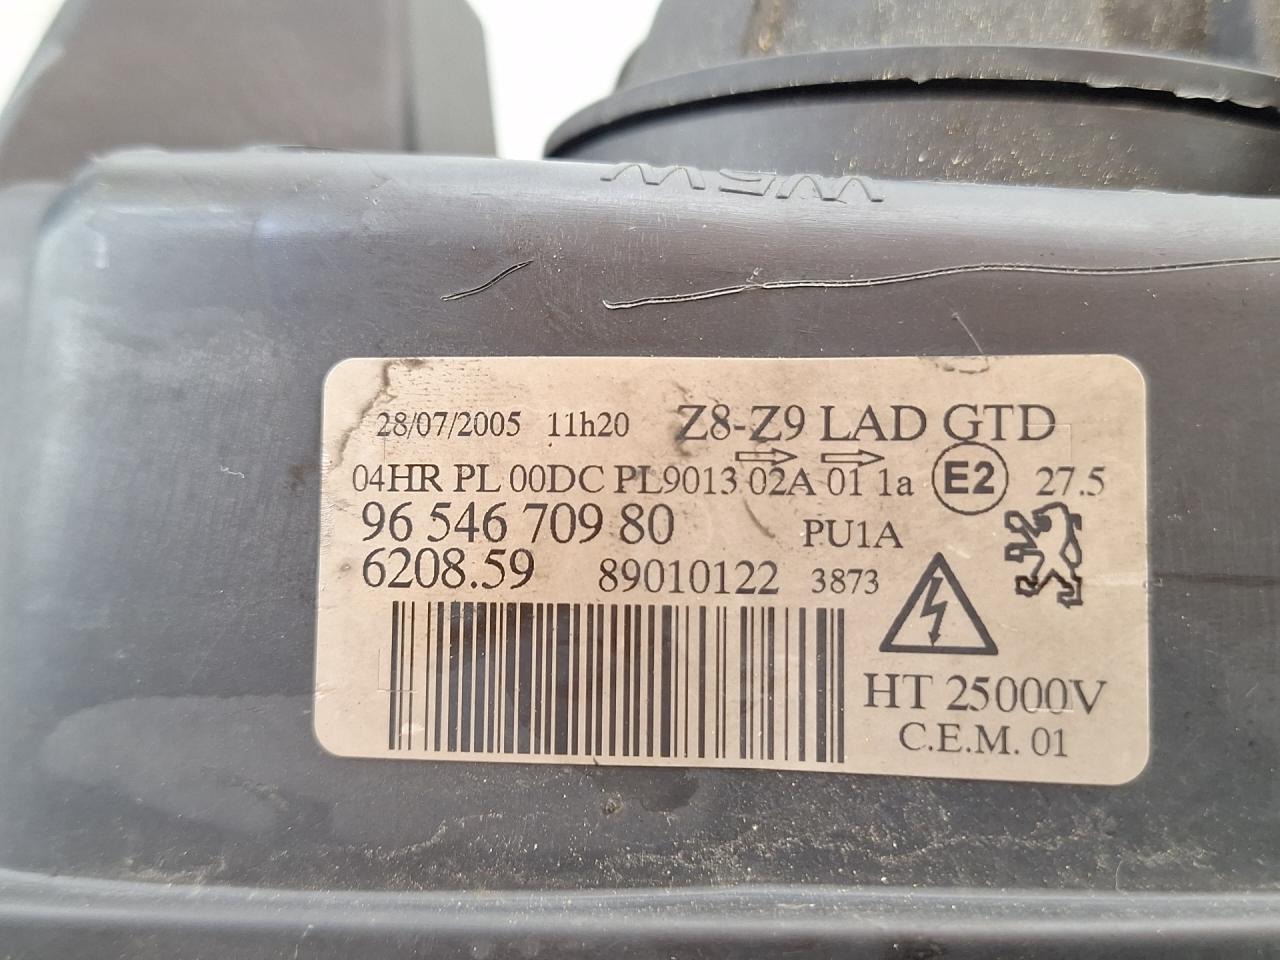 W5W
28/07/2005 11h20 Z8-Z9 LAD GTD
04HR PL 00DC PL9013 02A 01 1a E2 27.5
96 546 709 80 PU1A
6208.59 89010122 3873
HT 25000V
C.E.M. 01